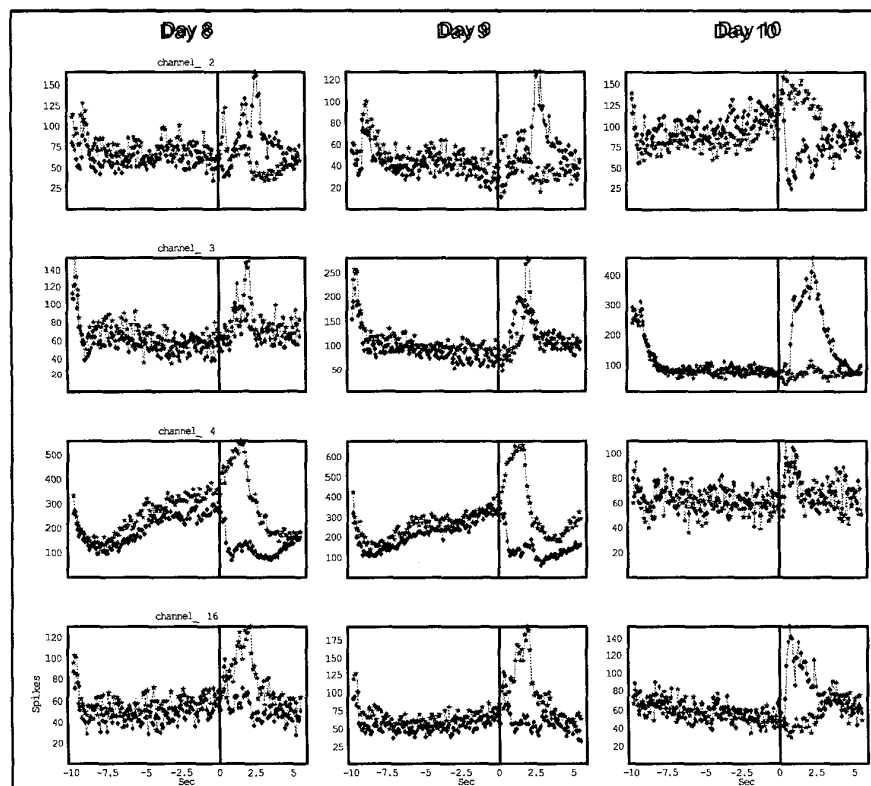 Day 8 Day 9 Day 10
channel_ 2
150 125 100 75 50 25
120 100 80 60 40 20
150 125 100 75 50 25
channel_ 3
140 120 100 80 60 40 20
250 200 150 100 50
400 300 200 100
channel_ 4
500 400 300 200 100
600 500 400 300 200 100
100 80 60 40 20
channel_ 16
120 100 80 60 40 20
175 150 125 100 75 50 25
140 120 100 80 60 40 20
Spikes
-10 -7.5 -5 -2.5 0 2.5 5
-10 -7.5 -5 -2.5 0 2.5 5
-10 -7.5 -5 -2.5 0 2.5 5
Sec Sec Sec